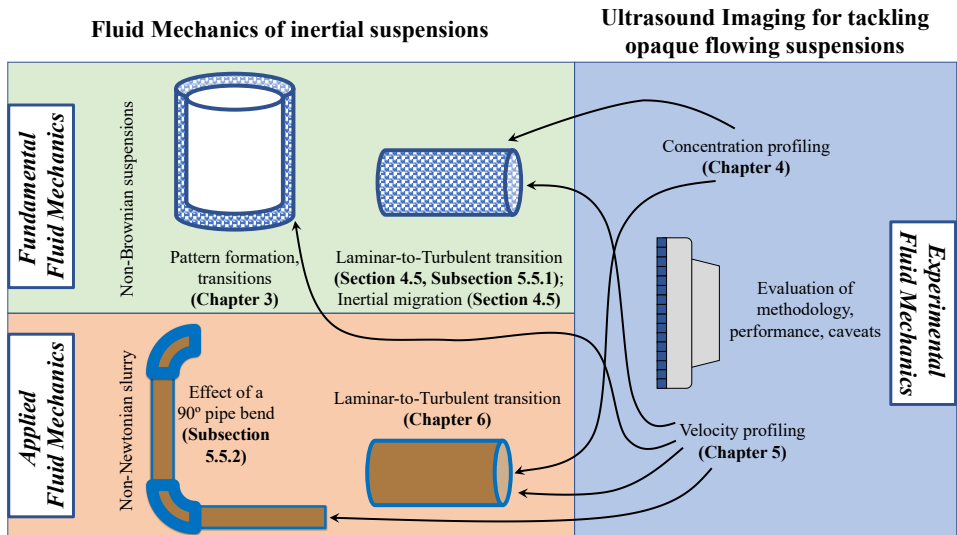 Fluid Mechanics of inertial suspensions
Ultrasound Imaging for tackling
opaque flowing suspensions
Fundamental
Fluid Mechanics
Non-Brownian suspensions
Pattern formation,
transitions
(Chapter 3)
Laminar-to-Turbulent transition
(Section 4.5, Subsection 5.5.1);
Inertial migration (Section 4.5)
Concentration profiling
(Chapter 4)
Evaluation of
methodology,
performance, caveats
Experimental
Fluid Mechanics
Applied
Fluid Mechanics
Non-Newtonian slurry
Effect of a
90º pipe bend
(Subsection
5.5.2)
Laminar-to-Turbulent transition
(Chapter 6)
Velocity profiling
(Chapter 5)